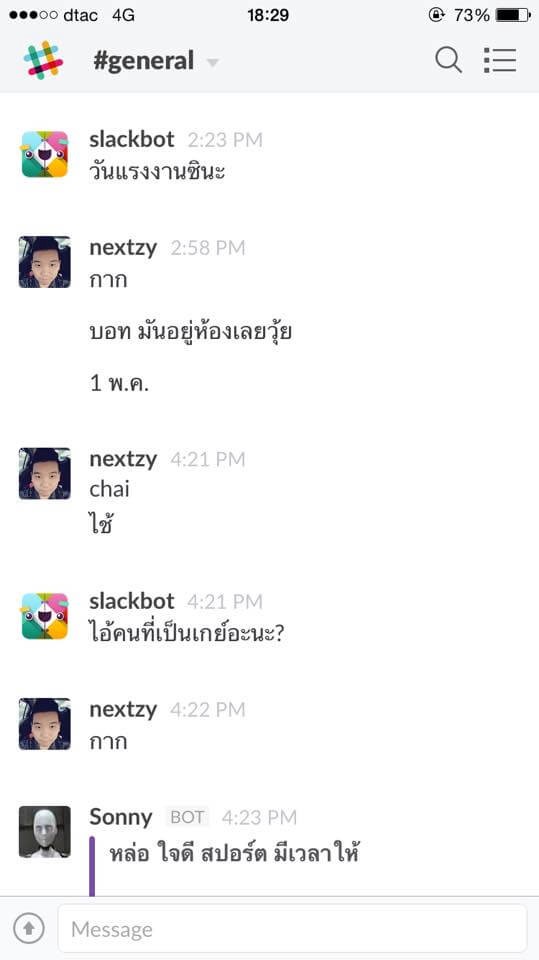 dtac 4G 18:29 73%
#general
slackbot 2:23 PM
วันแรงงานซินะ
nextzy 2:58 PM
กาก
บอท มันอยู่ห้องเลยวุ้ย
1 พ.ค.
nextzy 4:21 PM
chai
ไช้
slackbot 4:21 PM
ไอ้คนที่เป็นเกย์อะนะ?
nextzy 4:22 PM
กาก
Sonny BOT 4:23 PM
หล่อ ใจดี สปอร์ต มีเวลาให้
Message